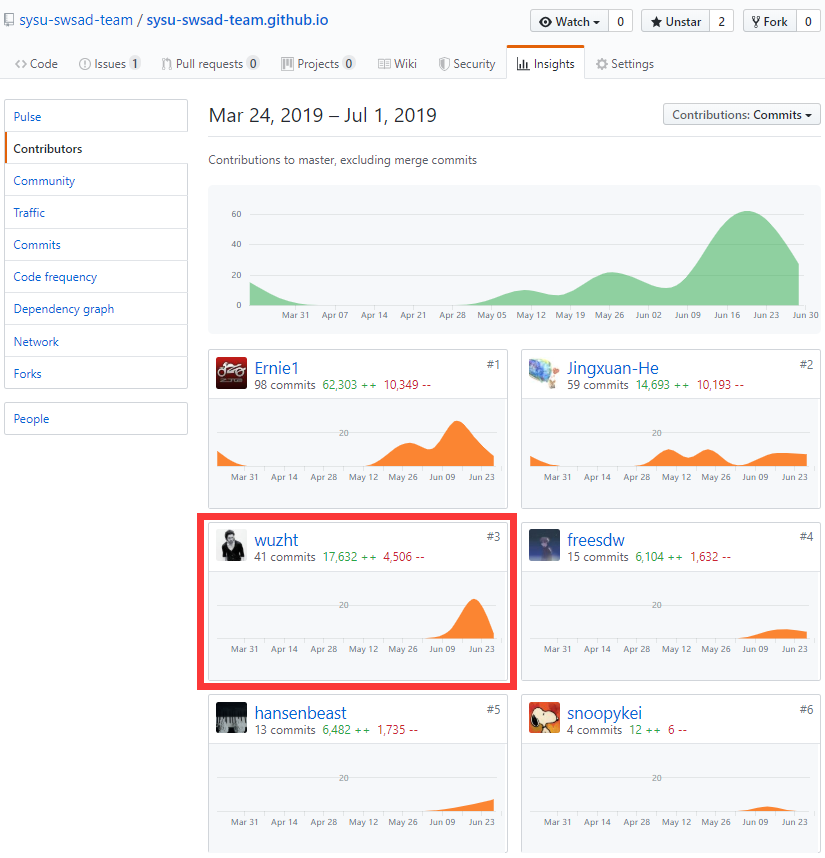 sysu-swsad-team / sysu-swsad-team.github.io
Watch 0 Unstar 2 Fork 0
Code Issues 1 Pull requests 0 Projects 0 Wiki Security Insights Settings
Pulse
Contributors
Community
Traffic
Commits
Code frequency
Dependency graph
Network
Forks
People
Mar 24, 2019 – Jul 1, 2019
Contributions: Commits
Contributions to master, excluding merge commits
60
40
20
0
Mar 31 Apr 07 Apr 14 Apr 21 Apr 28 May 05 May 12 May 19 May 26 Jun 02 Jun 09 Jun 16 Jun 23 Jun 30
Ernie1 #1
98 commits 62,303 ++ 10,349 --
20
Mar 31 Apr 14 Apr 28 May 12 May 26 Jun 09 Jun 23
Jingxuan-He #2
59 commits 14,693 ++ 10,193 --
20
Mar 31 Apr 14 Apr 28 May 12 May 26 Jun 09 Jun 23
wuzht #3
41 commits 17,632 ++ 4,506 --
20
Mar 31 Apr 14 Apr 28 May 12 May 26 Jun 09 Jun 23
freesdw #4
15 commits 6,104 ++ 1,632 --
20
Mar 31 Apr 14 Apr 28 May 12 May 26 Jun 09 Jun 23
hansenbeast #5
13 commits 6,482 ++ 1,735 --
20
Mar 31 Apr 14 Apr 28 May 12 May 26 Jun 09 Jun 23
snoopykei #6
4 commits 12 ++ 6 --
20
Mar 31 Apr 14 Apr 28 May 12 May 26 Jun 09 Jun 23